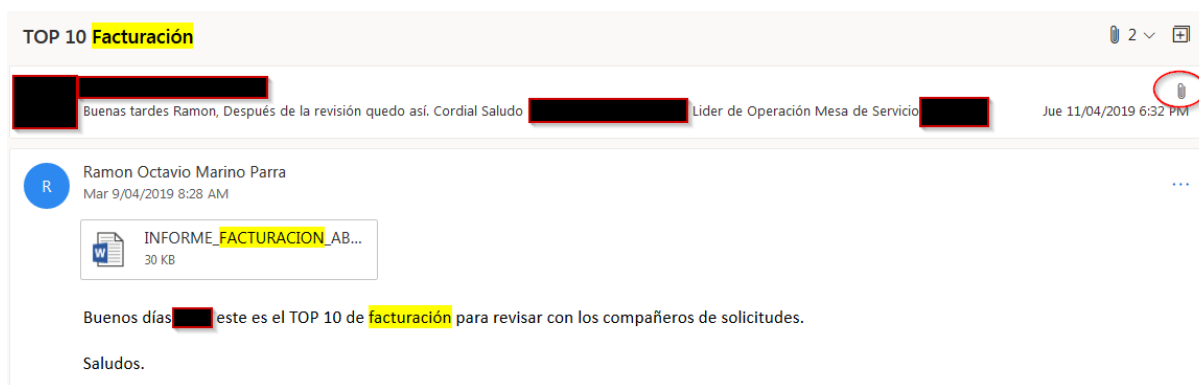 TOP 10 Facturación
2
Buenas tardes Ramon, Después de la revisión quedo así. Cordial Saludo Lider de Operación Mesa de Servicio Jue 11/04/2019 6:32 PM
R
Ramon Octavio Marino Parra
Mar 9/04/2019 8:28 AM
...
INFORME_FACTURACION_AB...
30 KB
Buenos días este es el TOP 10 de facturación para revisar con los compañeros de solicitudes.
Saludos.